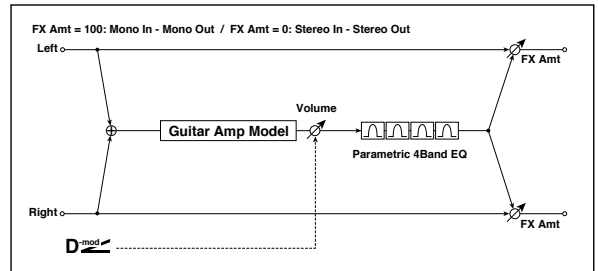 FX Amt = 100: Mono In - Mono Out / FX Amt = 0: Stereo In - Stereo Out
Left
FX Amt
Volume
Guitar Amp Model
Parametric 4Band EQ
Right
FX Amt
D-mod